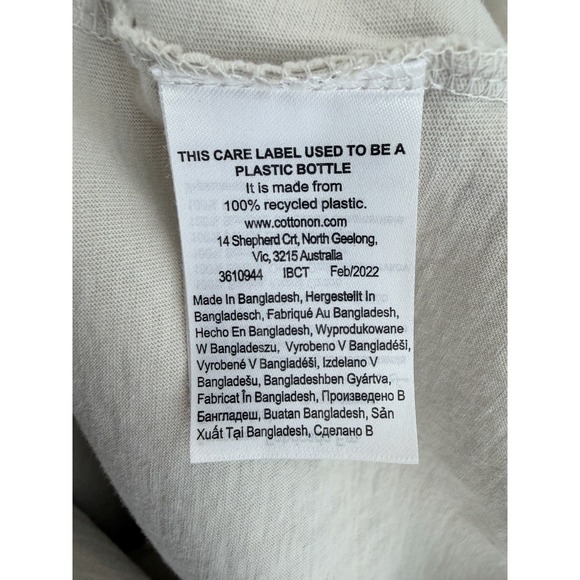 THIS CARE LABEL USED TO BE A
PLASTIC BOTTLE
It is made from
100% recycled plastic.
www.cottonon.com
14 Shepherd Crt, North Geelong,
Vic, 3215 Australia
3610944 IBCT Feb/2022
Made In Bangladesh, Hergestellt in
Bangladesch, Fabriqué Au Bangladesh,
Hecho En Bangladesh, Wyprodukowane
W Bangladeszu, Vyrobeno V Bangladéši,
Vyrobené V Bangladéši, Izdelano V
Bangladešu, Bangladeshben Gyártva,
Fabricat În Bangladesh, Произведено В
Бангладеш, Buatan Bangladesh, Sản
Xuất Tại Bangladesh, Сделано В